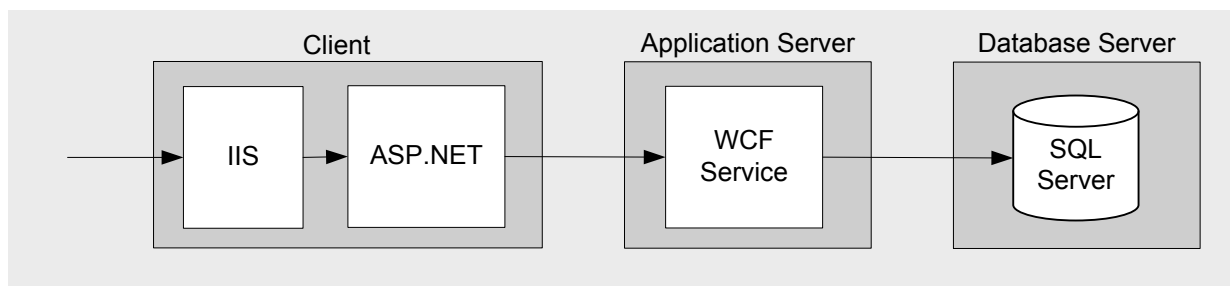 Client
Application Server
Database Server
IIS
ASP.NET
WCF
Service
SQL
Server